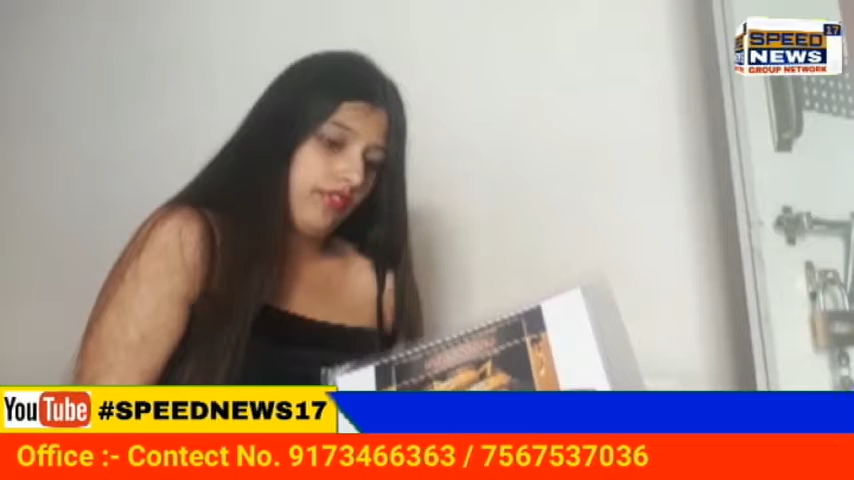 SPEED 17
NEWS
GROUP NETWORK
YouTube #SPEEDNEWS17
Office :- Contect No. 9173466363 / 7567537036